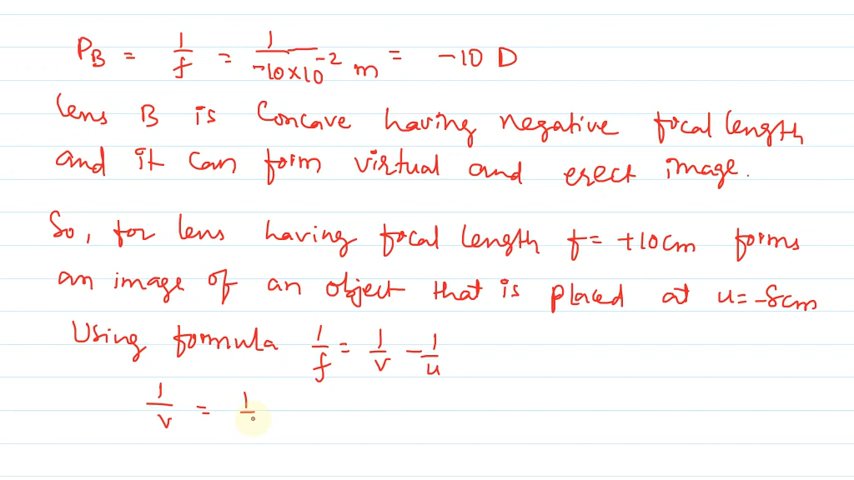 P_B = 1/f = 1/(-10×10^-2 m) = -10 D
lens B is Concave having negative focal length
and it can form virtual and erect image.
So, for lens having focal length f = +10cm forms
an image of an object that is placed at u = -8cm
Using formula 1/f = 1/v - 1/u
1/v = 1/